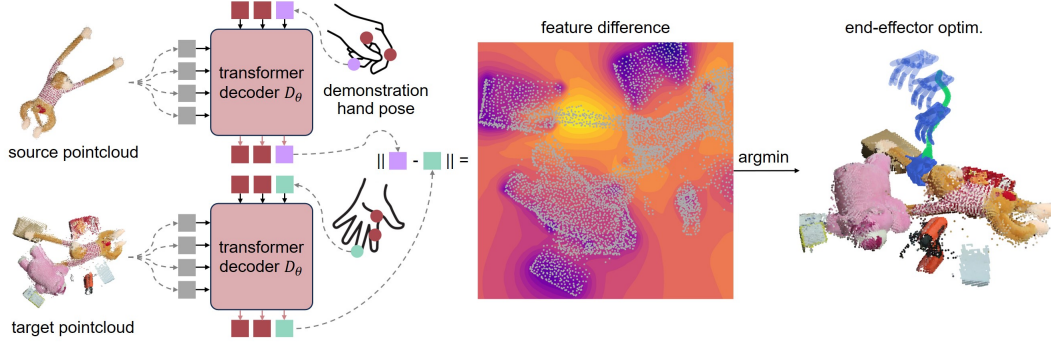 source pointcloud
transformer
decoder Dθ
demonstration
hand pose
|| - || =
transformer
decoder Dθ
target pointcloud
feature difference
argmin
end-effector optim.